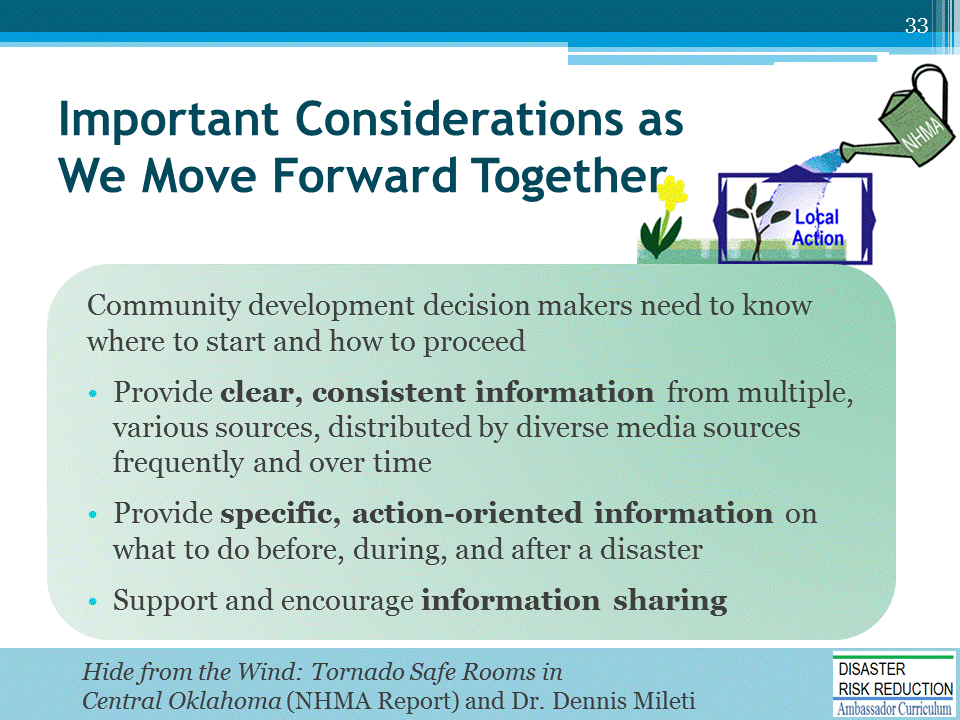 33
Important Considerations as
We Move Forward Together
NHMA
Local
Action
Community development decision makers need to know
where to start and how to proceed
• Provide clear, consistent information from multiple,
various sources, distributed by diverse media sources
frequently and over time
• Provide specific, action-oriented information on
what to do before, during, and after a disaster
• Support and encourage information sharing
Hide from the Wind: Tornado Safe Rooms in
Central Oklahoma (NHMA Report) and Dr. Dennis Mileti
DISASTER
RISK REDUCTION
Ambassador Curriculum